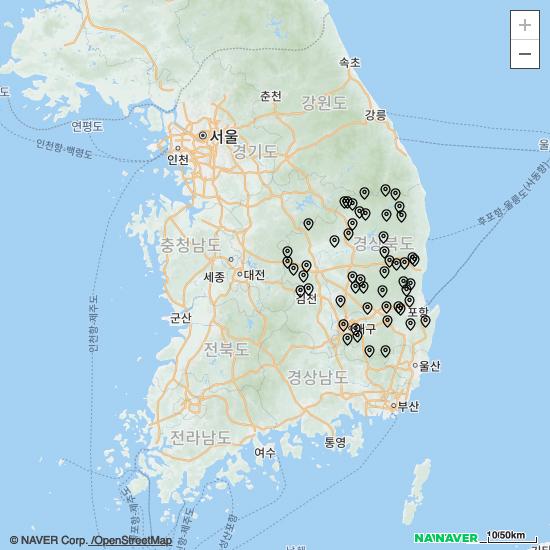 +
−
속초
도
춘천
강원도
강릉
연평도
서울
울
인천항-백령도
인천
경기도
후포항-울릉도(사동항)
경상북도
충청남도
세종
대전
인천항-제주도
김천
포항
군산
대구
전북도
울산
경상남도
부산
전라남도
통영
여수
© NAVER Corp. /OpenStreetMap
NAVER
10/50km